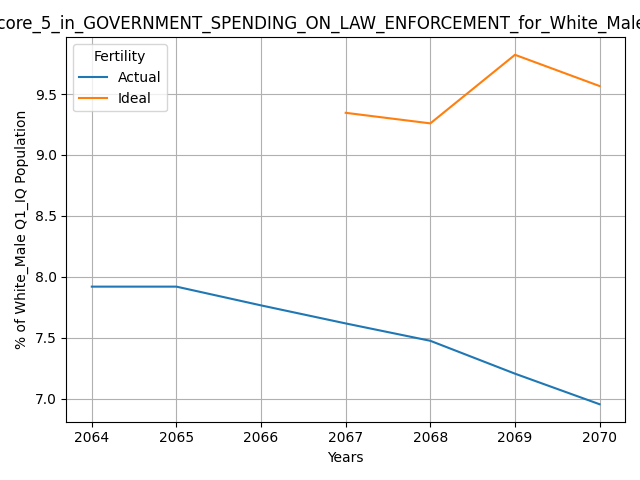 core_5_in_GOVERNMENT_SPENDING_ON_LAW_ENFORCEMENT_for_White_Male
Fertility
Actual
Ideal
% of White_Male Q1_IQ Population
9.5
9.0
8.5
8.0
7.5
7.0
2064 2065 2066 2067 2068 2069 2070
Years